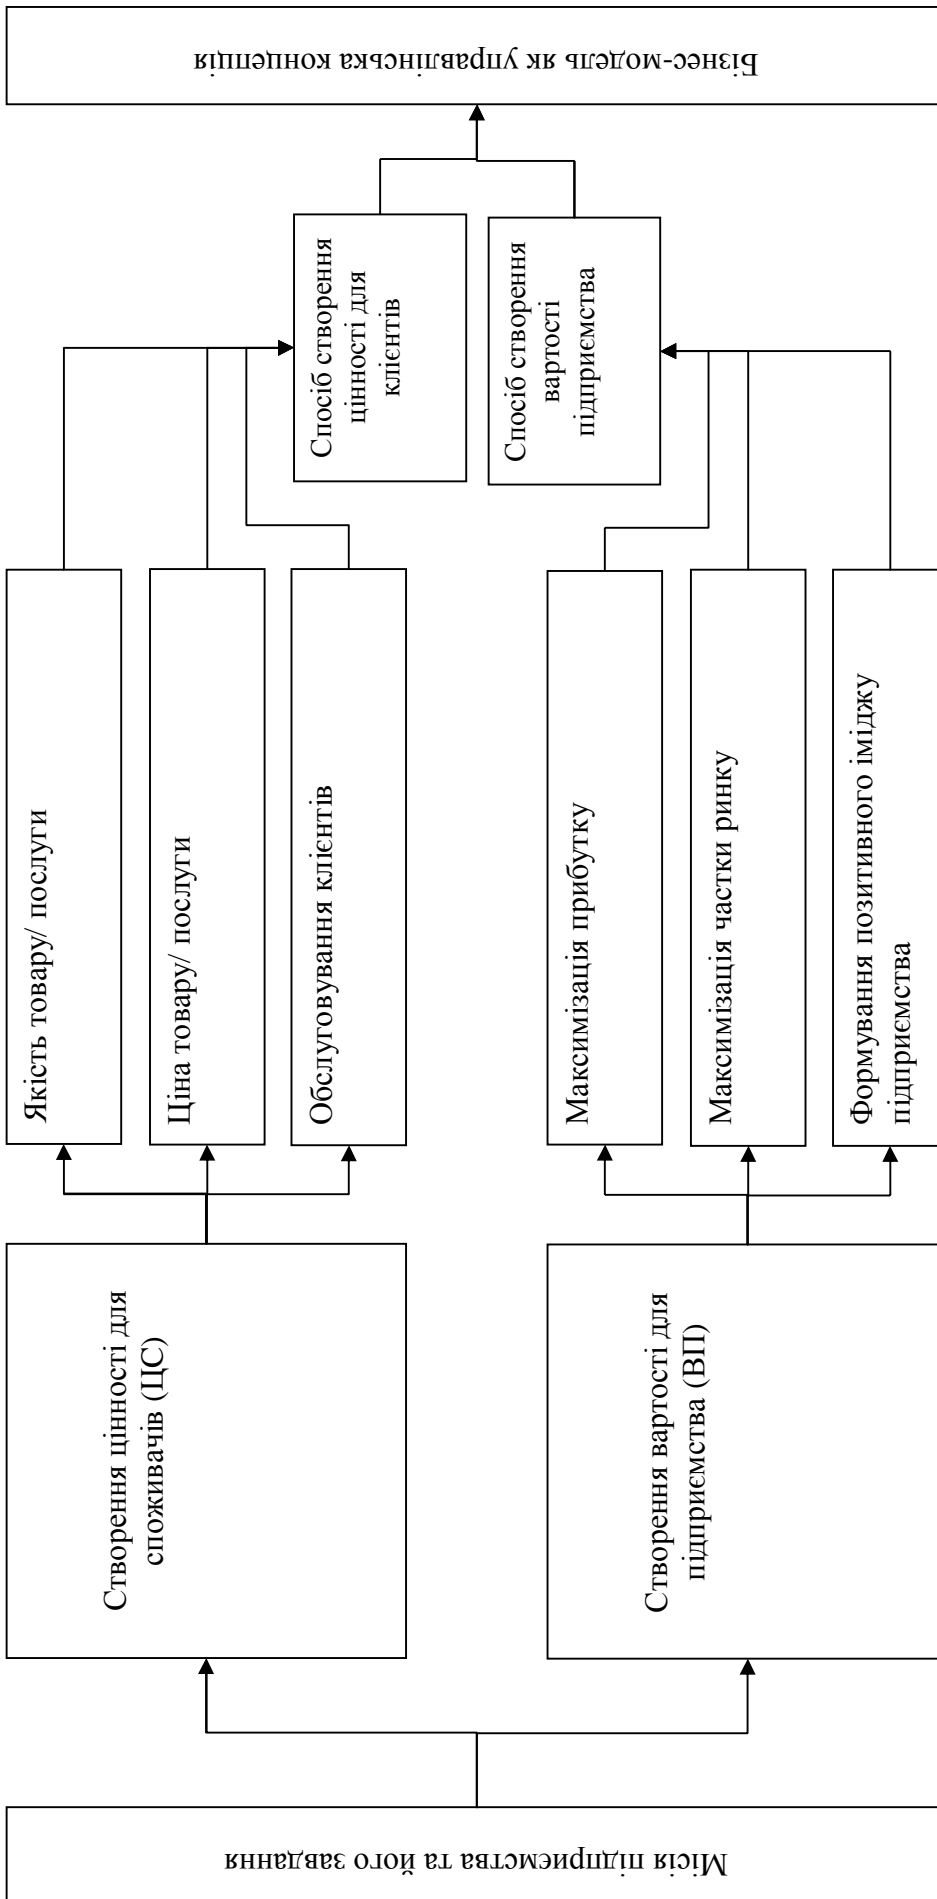 Місія підприємства та його завдання
Створення цінності для
споживачів (ЦС)
Створення вартості для
підприємства (ВП)
Якість товару/ послуги
Ціна товару/ послуги
Обслуговування клієнтів
Максимізація прибутку
Максимізація частки ринку
Формування позитивного іміджу
підприємства
Спосіб створення
цінності для
клієнтів
Спосіб створення
вартості
підприємства
Бізнес-модель як управлінська концепція